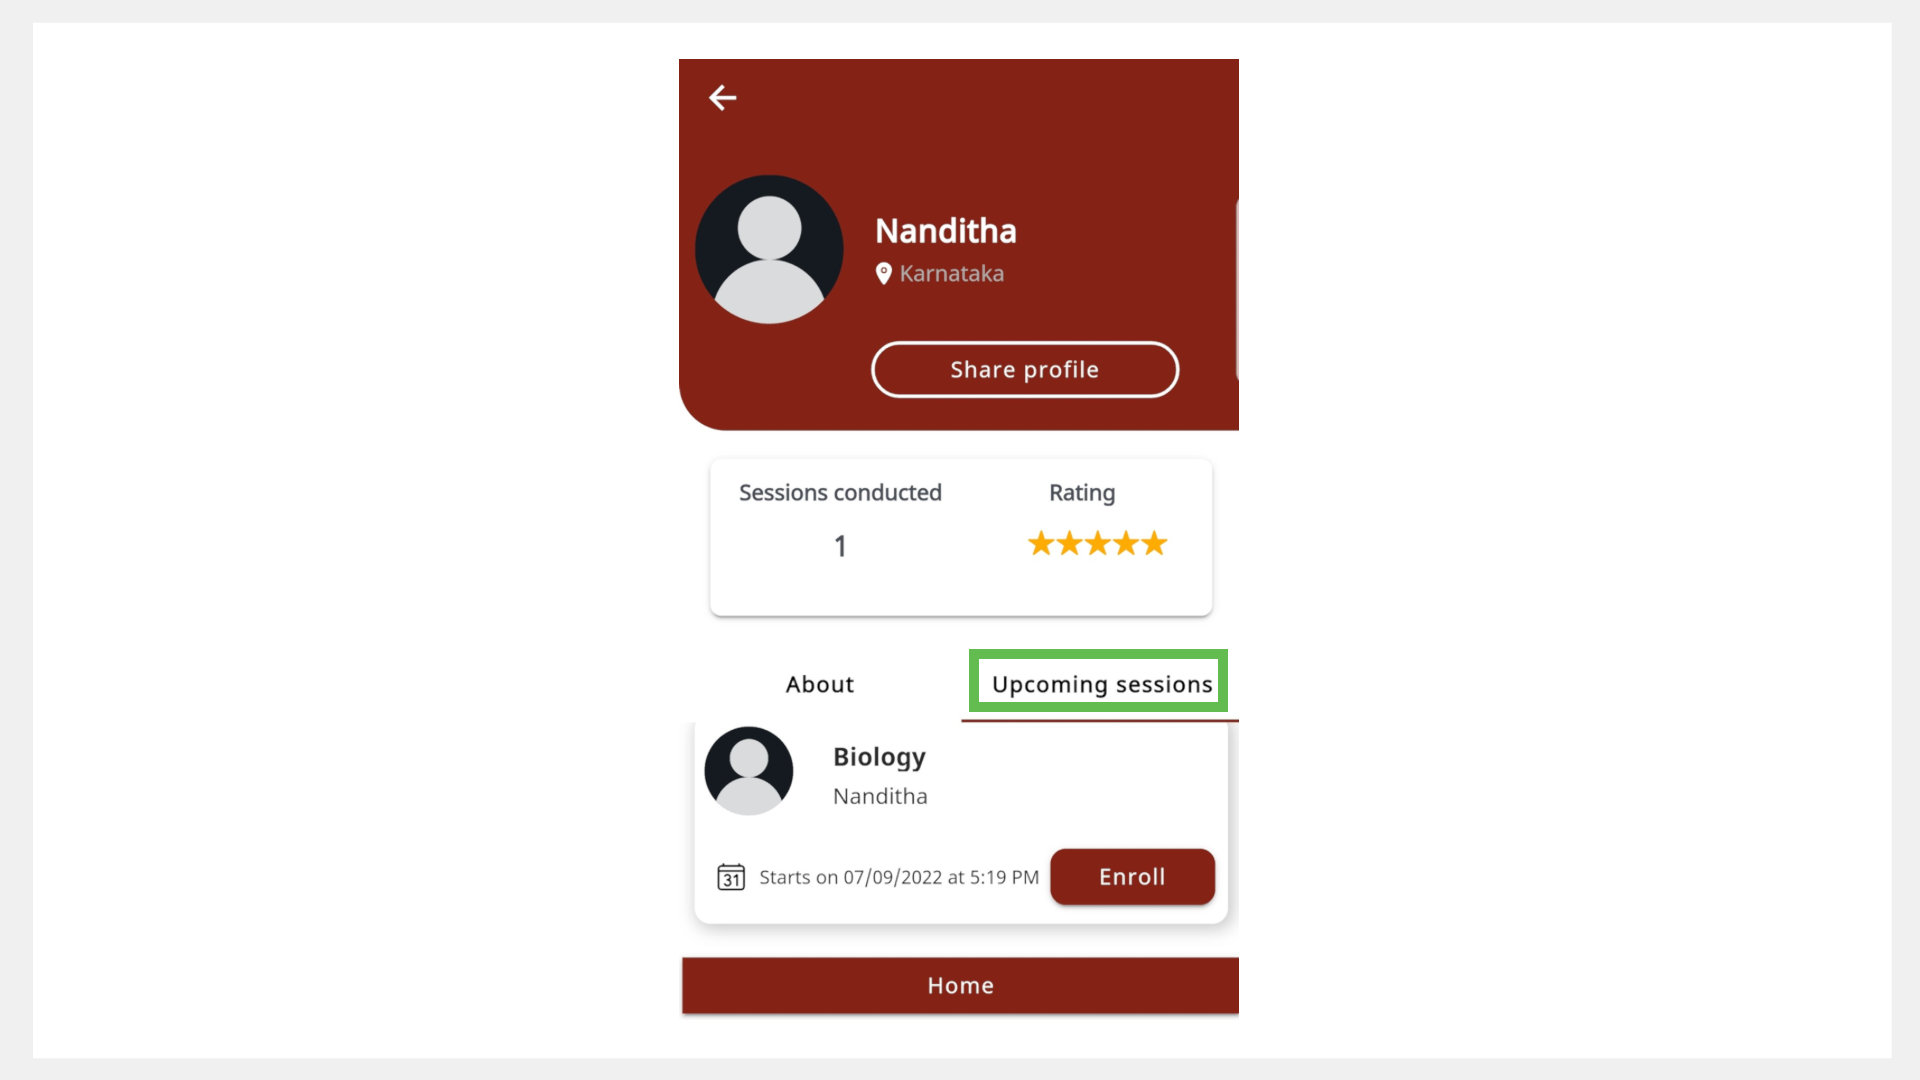 Nanditha
Karnataka
Share profile
Sessions conducted Rating
1
About Upcoming sessions
Biology
Nanditha
31 Starts on 07/09/2022 at 5:19 PM Enroll
Home